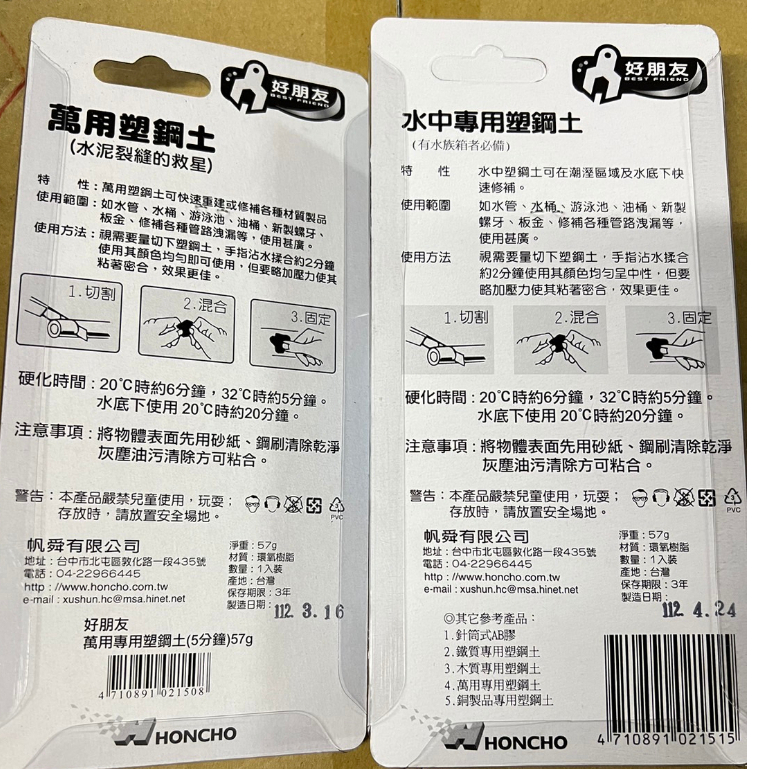 好朋友
BEST FRIEND
萬用塑鋼土
(水泥裂縫的救星)
特　性：萬用塑鋼土可快速重建或修補各種材質製品
使用範圍：如水管、水桶、游泳池、油桶、新製螺牙、
板金、修補各種管路洩漏等，使用甚廣。
使用方法：視需要量切下塑鋼土，手指沾水揉合約2分鐘
使用其顏色均勻即可使用，但要略加壓力使其
粘著密合，效果更佳。
1.切割
2.混合
3.固定
硬化時間：20℃時約6分鐘，32℃時約5分鐘。
水底下使用 20℃時約20分鐘。
注意事項：將物體表面先用砂紙、鋼刷清除乾淨
灰塵油污清除方可粘合。
警告：本產品嚴禁兒童使用，玩耍；
存放時，請放置安全場地。
PVC
帆舜有限公司
地址：台中市北屯區敦化路一段435號
電話：04-22966445
http：//www.honcho.com.tw
e-mail：xushun.hc@msa.hinet.net
淨重：57g
材質：環氧樹脂
數量：1入裝
產地：台灣
保存期限：3年
製造日期：112. 3. 16
好朋友
萬用專用塑鋼土(5分鐘)57g
4 710891 021508
HONCHO
好朋友
BEST FRIEND
水中專用塑鋼土
(有水族箱者必備)
特　性　水中塑鋼土可在潮溼區域及水底下快
速修補。
使用範圍　如水管、水桶、游泳池、油桶、新製
螺牙、板金、修補各種管路洩漏等，
使用甚廣。
使用方法　視需要量切下塑鋼土，手指沾水揉合
約2分鐘使用其顏色均勻呈中性，但要
略加壓力使其粘著密合，效果更佳。
1.切割
2.混合
3.固定
硬化時間：20℃時約6分鐘，32℃時約5分鐘。
水底下使用 20℃時約20分鐘。
注意事項：將物體表面先用砂紙、鋼刷清除乾淨
灰塵油污清除方可粘合。
警告：本產品嚴禁兒童使用，玩耍；
存放時，請放置安全場地。
PVC
帆舜有限公司
地址：台中市北屯區敦化路一段435號
電話：04-22966445
http：//www.honcho.com.tw
e-mail：xushun.hc@msa.hinet.net
淨重：57g
材質：環氧樹脂
數量：1入裝
產地：台灣
保存期限：3年
製造日期：112. 4. 24
◎其它參考產品：
1.針筒式AB膠
2.鐵質專用塑鋼土
3.木質專用塑鋼土
4.萬用專用塑鋼土
5.銅製品專用塑鋼土
4 710891 021515
HONCHO